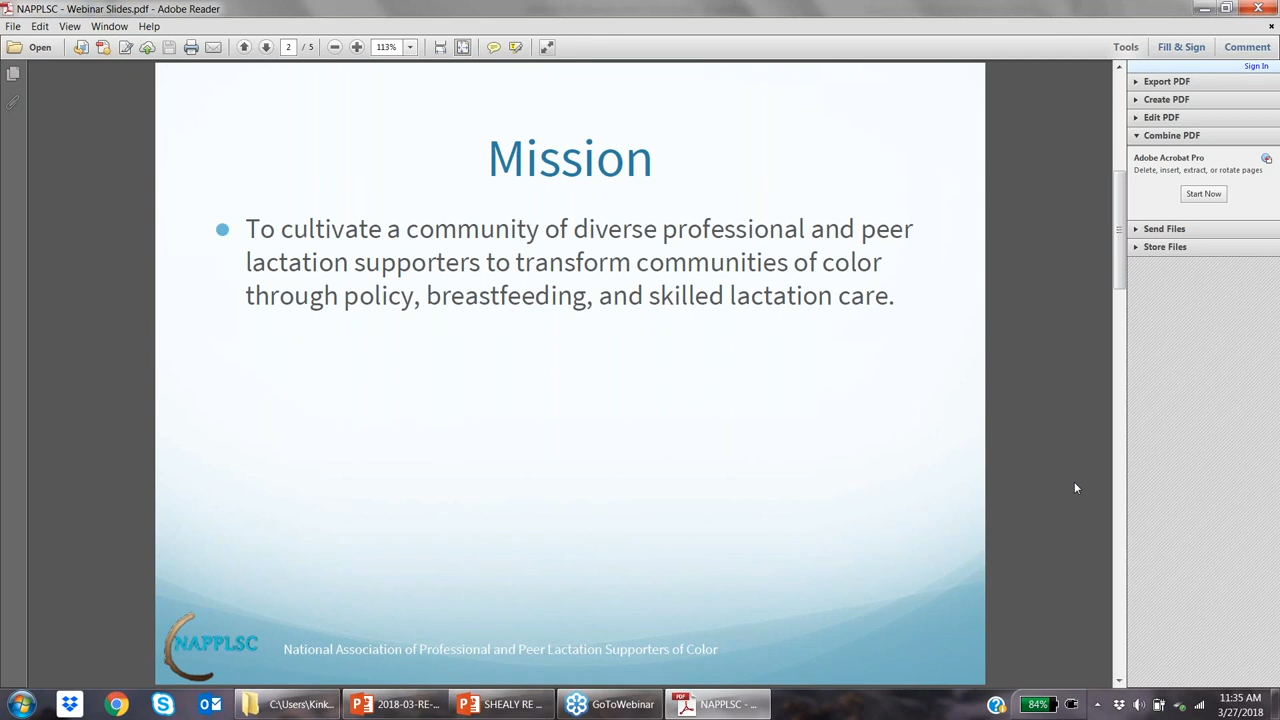 NAPPLSC - Webinar Slides.pdf - Adobe Reader
File Edit View Window Help
Open 2 / 5 113% Tools Fill & Sign Comment
Sign In
Export PDF
Create PDF
Edit PDF
Combine PDF
Adobe Acrobat Pro
Delete, insert, extract, or rotate pages
Start Now
Send Files
Store Files
Mission
To cultivate a community of diverse professional and peer
lactation supporters to transform communities of color
through policy, breastfeeding, and skilled lactation care.
NAPPLSC
National Association of Professional and Peer Lactation Supporters of Color
C:\Users\Kink... 2018-03-RE-... SHEALY RE ... GoToWebinar NAPPLSC - ... 84% 11:35 AM
3/27/2018